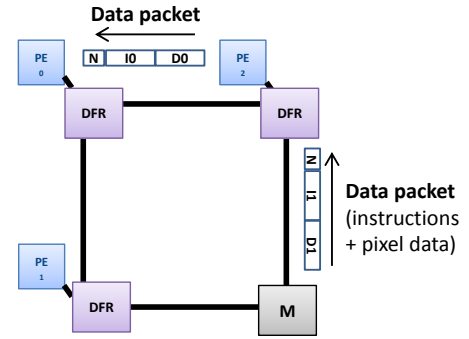 Data packet
PE
0
N I0 D0
PE
2
DFR
DFR
N I1 D1
Data packet
(instructions
+ pixel data)
PE
1
DFR
M